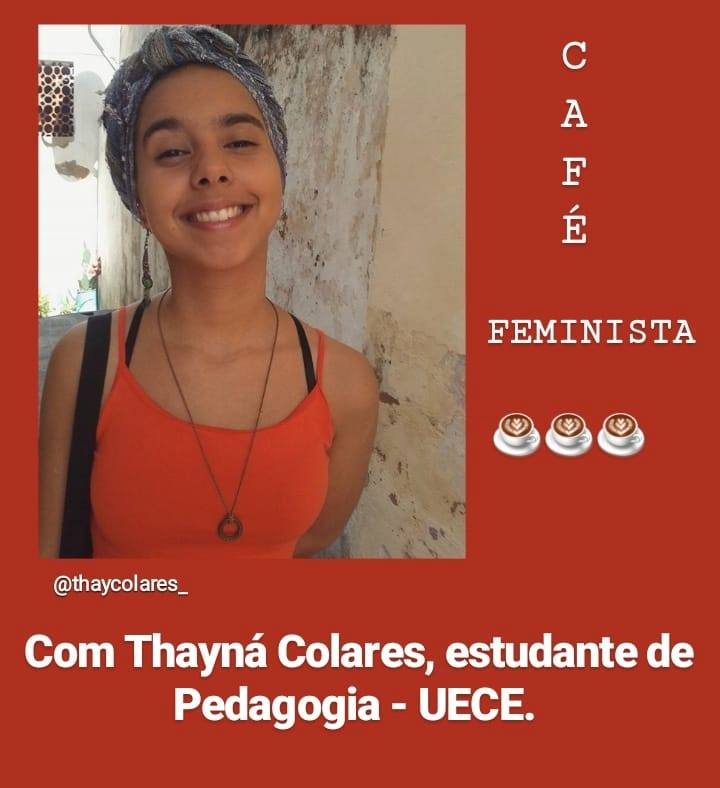 C
A
F
É
FEMINISTA
@thaycolares_
Com Thayná Colares, estudante de
Pedagogia - UECE.